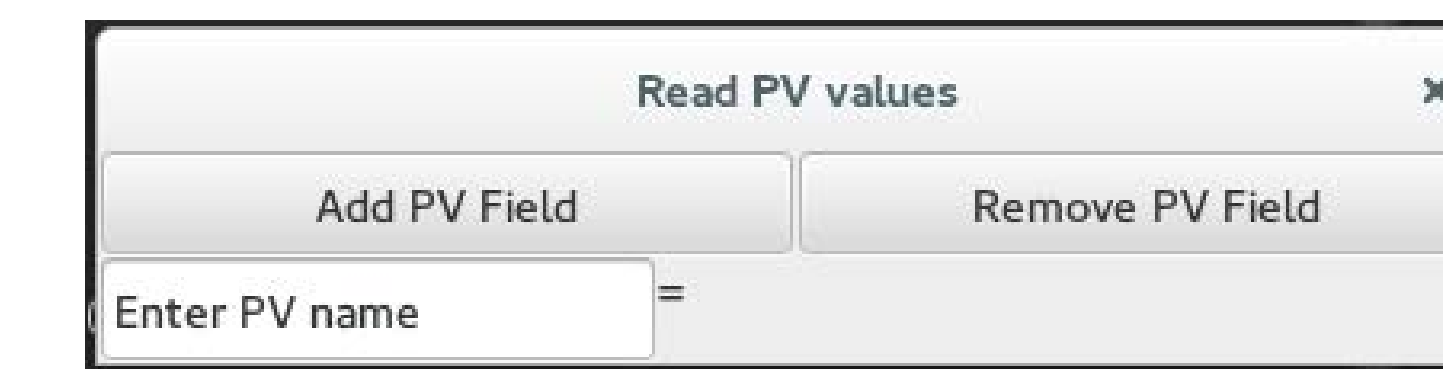 Read PV values
Add PV Field Remove PV Field
Enter PV name =